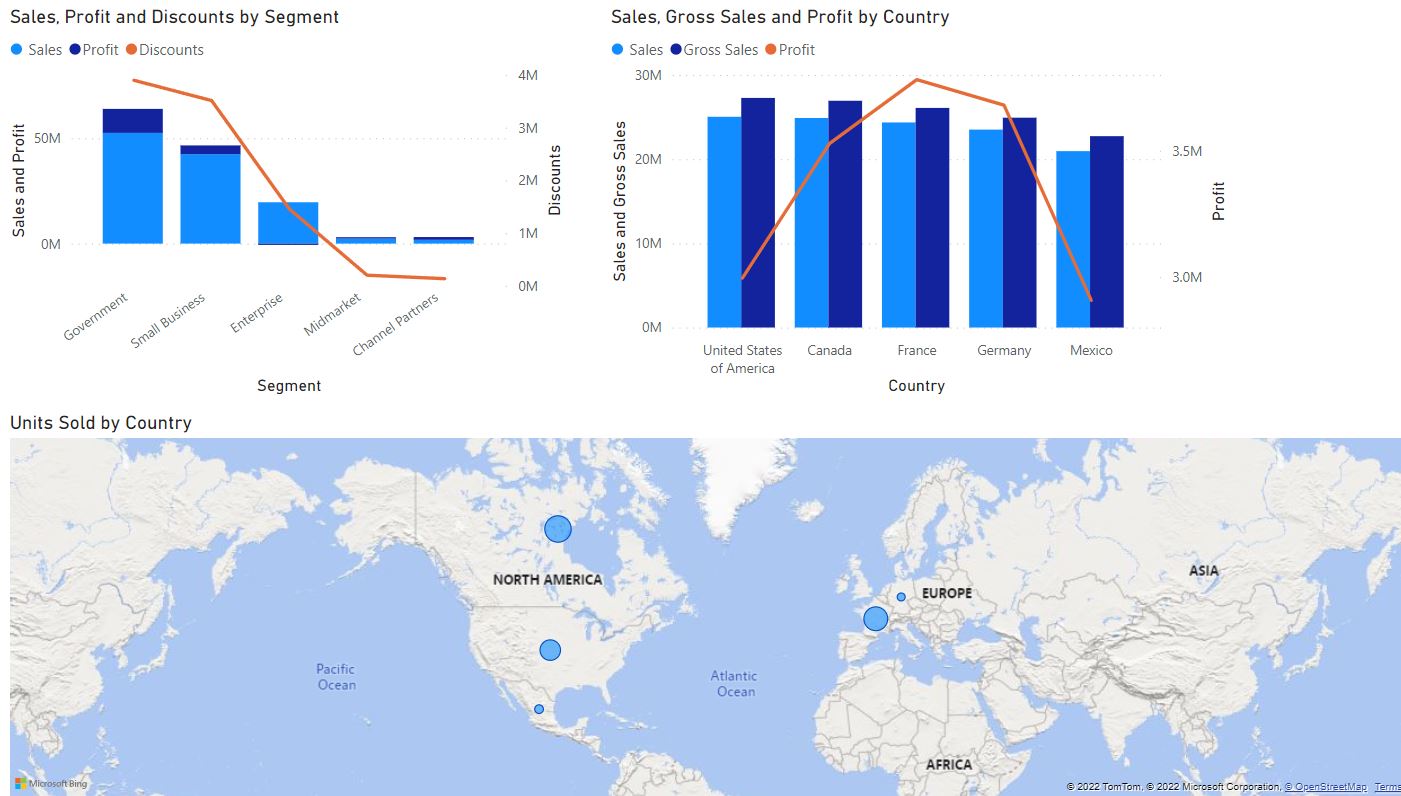 Sales, Profit and Discounts by Segment
Sales Profit Discounts
4M
3M
2M
1M
0M
50M
0M
Sales and Profit
Discounts
Government
Small Business
Enterprise
Midmarket
Channel Partners
Segment
Sales, Gross Sales and Profit by Country
Sales Gross Sales Profit
30M
20M
10M
0M
3.5M
3.0M
Sales and Gross Sales
Profit
United States
of America
Canada
France
Germany
Mexico
Country
Units Sold by Country
NORTH AMERICA
EUROPE
ASIA
Pacific
Ocean
Atlantic
Ocean
AFRICA
Microsoft Bing
© 2022 TomTom, © 2022 Microsoft Corporation, © OpenStreetMap Terms